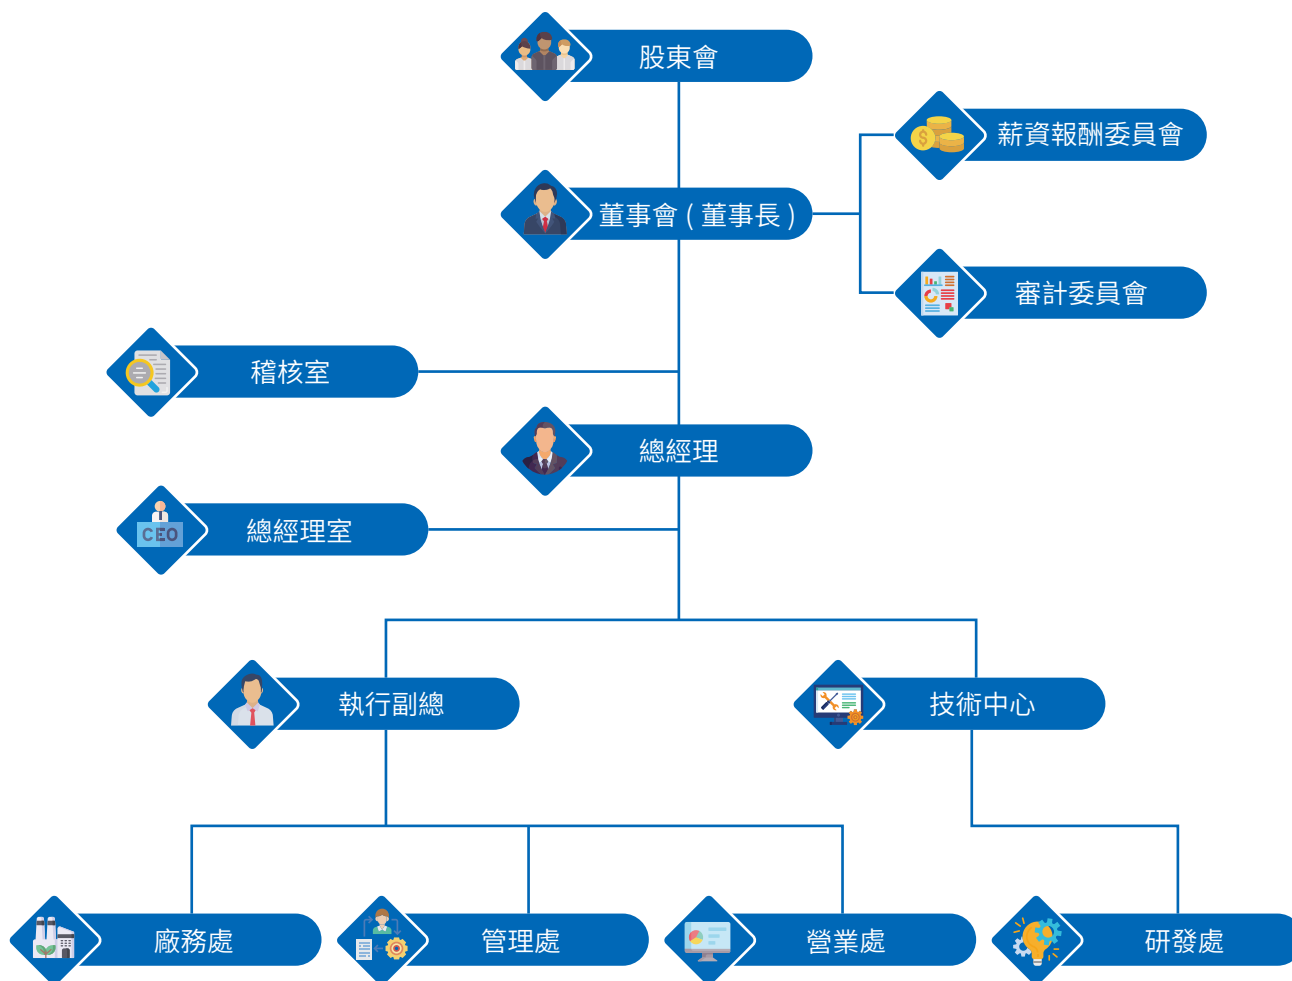 股東會
薪資報酬委員會
董事會 ( 董事長 )
審計委員會
稽核室
總經理
CEO
總經理室
執行副總
技術中心
廠務處
管理處
營業處
研發處